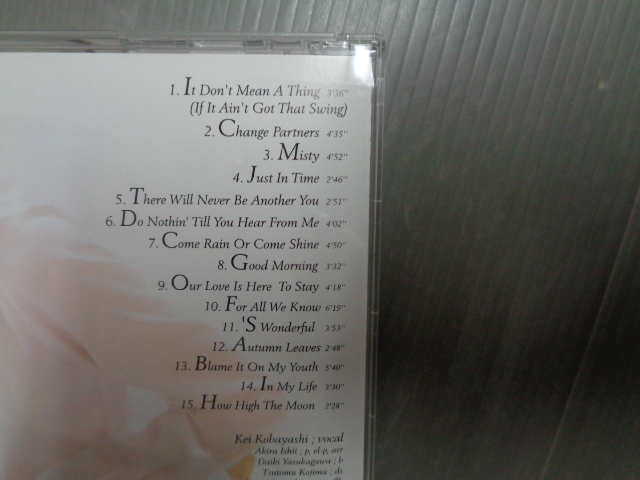 1. It Don't Mean A Thing 3'36"
(If It Ain't Got That Swing)
2. Change Partners 4'35"
3. Misty 4'52"
4. Just In Time 2'46"
5. There Will Never Be Another You 2'51"
6. Do Nothin' Till You Hear From Me 4'02"
7. Come Rain Or Come Shine 4'50"
8. Good Morning 3'32"
9. Our Love Is Here To Stay 4'18"
10. For All We Know 6'19"
11. 'S Wonderful 3'53"
12. Autumn Leaves 2'48"
13. Blame It On My Youth 5'40"
14. In My Life 3'30"
15. How High The Moon 2'28"
Kei Kobayashi ; vocal
Akira Ishii ; p, el-p, arr
Daiki Yasukagawa ; b
Tsutomu Kojima ; ds